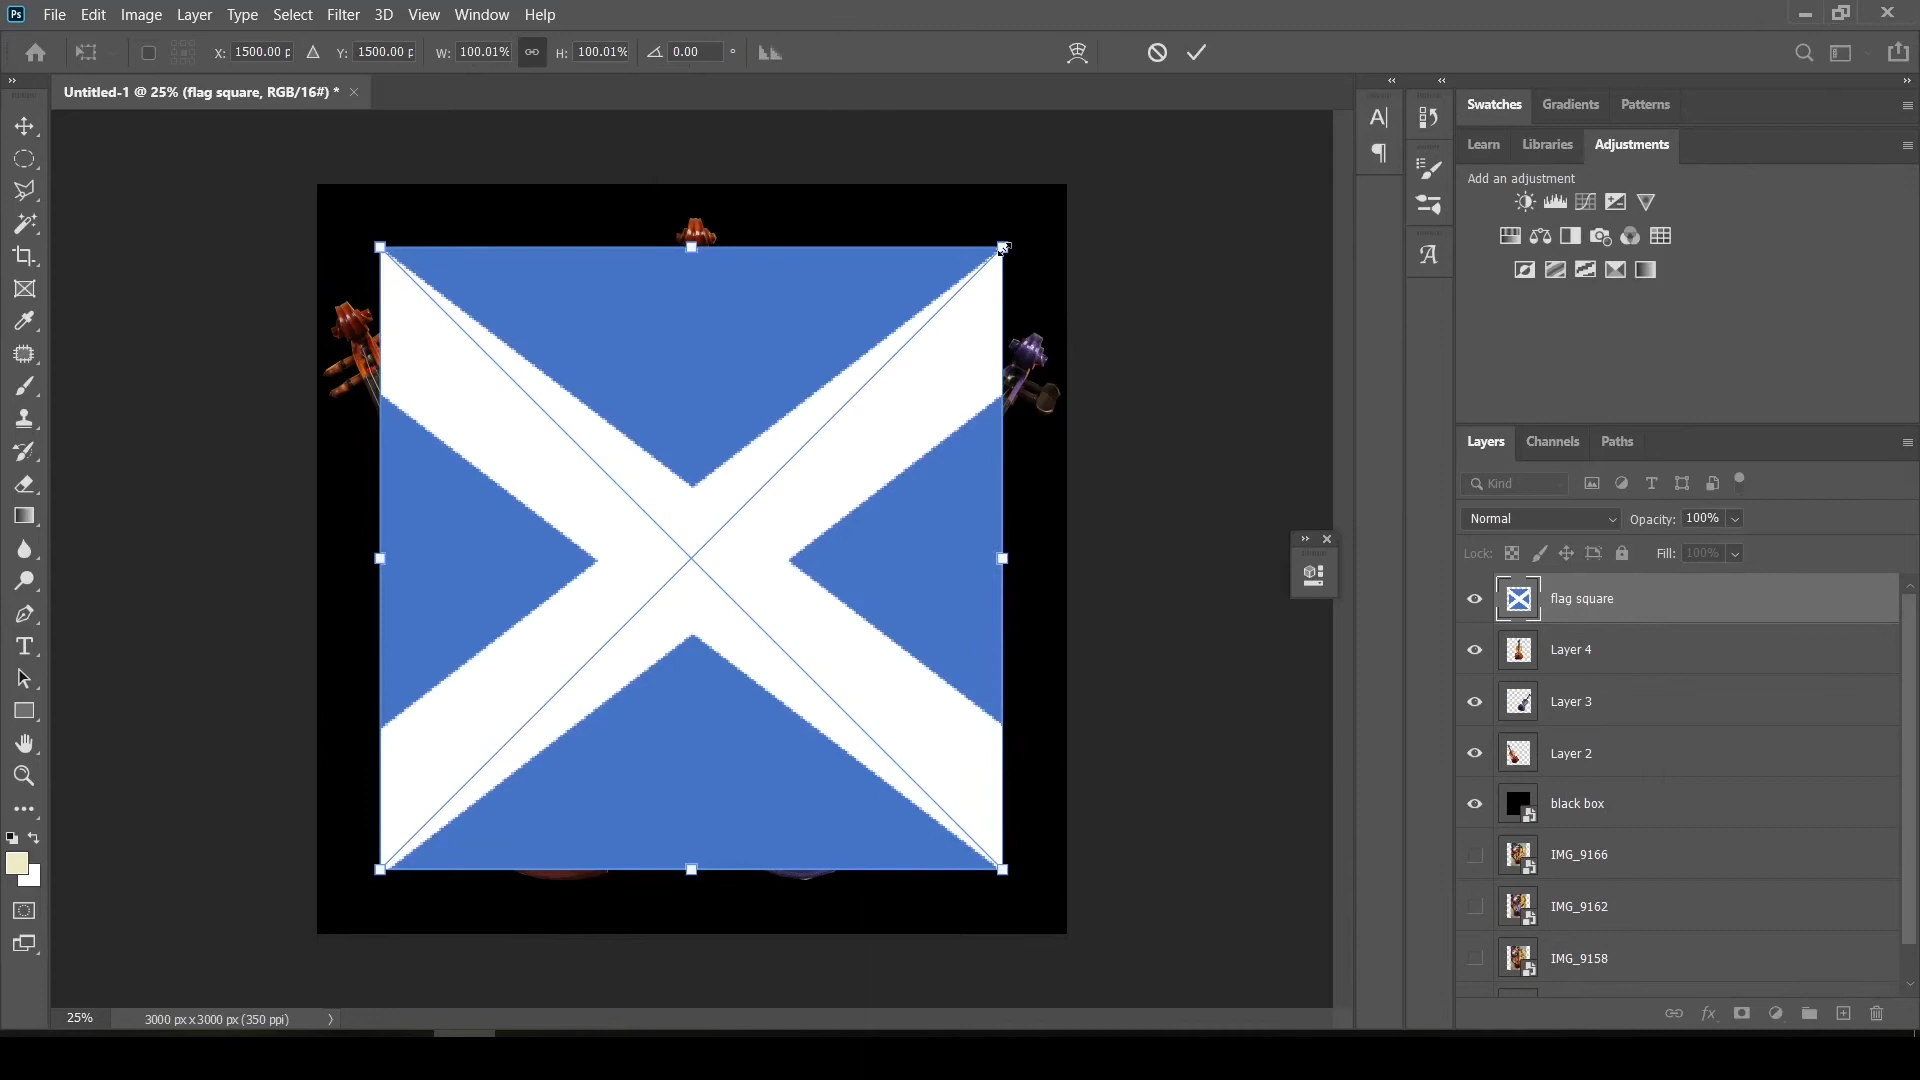 Ps File Edit Image Layer Type Select Filter 3D View Window Help
X: 1500.00 p Y: 1500.00 p W: 100.01% H: 100.01% 0.00 °
Untitled-1 @ 25% (flag square, RGB/16#) *
Swatches Gradients Patterns
Learn Libraries Adjustments
Add an adjustment
Layers Channels Paths
Kind
Normal Opacity: 100%
Lock: Fill: 100%
flag square
Layer 4
Layer 3
Layer 2
black box
IMG_9166
IMG_9162
IMG_9158
25% 3000 px x 3000 px (350 ppi)